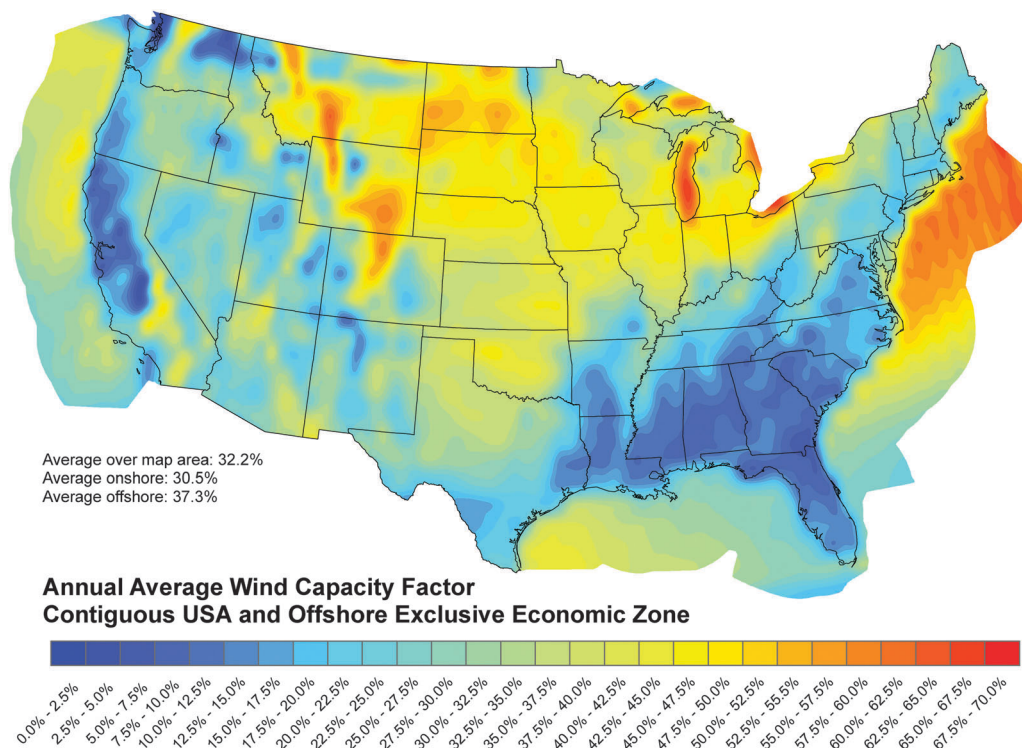 Average over map area: 32.2%
Average onshore: 30.5%
Average offshore: 37.3%
Annual Average Wind Capacity Factor
Contiguous USA and Offshore Exclusive Economic Zone
0.0% - 2.5%
2.5% - 5.0%
5.0% - 7.5%
7.5% - 10.0%
10.0% - 12.5%
12.5% - 15.0%
15.0% - 17.5%
17.5% - 20.0%
20.0% - 22.5%
22.5% - 25.0%
25.0% - 27.5%
27.5% - 30.0%
30.0% - 32.5%
32.5% - 35.0%
35.0% - 37.5%
37.5% - 40.0%
40.0% - 42.5%
42.5% - 45.0%
45.0% - 47.5%
47.5% - 50.0%
50.0% - 52.5%
52.5% - 55.0%
55.0% - 57.5%
57.5% - 60.0%
60.0% - 62.5%
62.5% - 65.0%
65.0% - 67.5%
67.5% - 70.0%